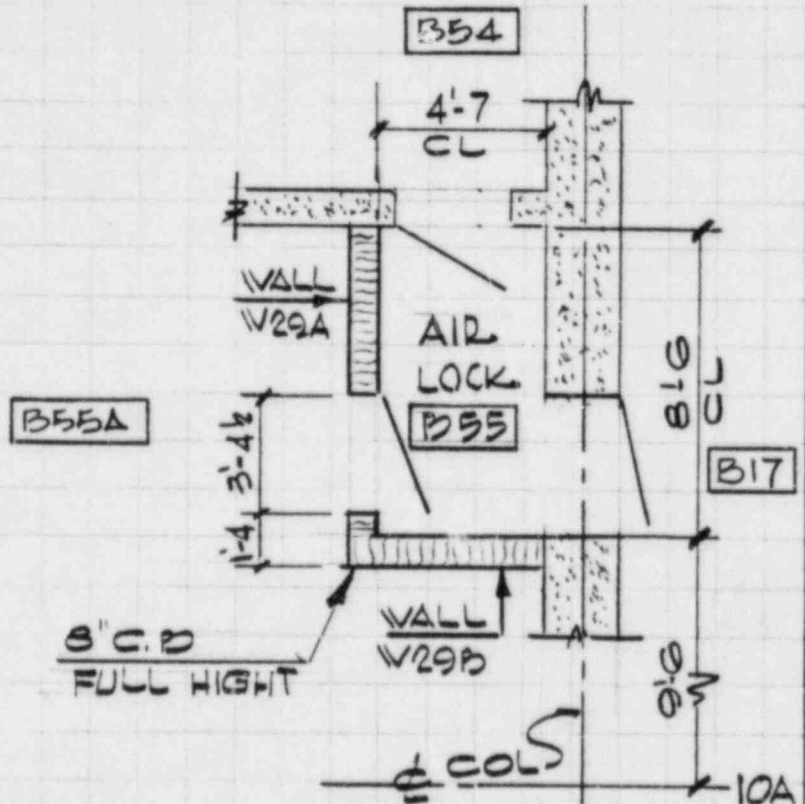 B54
4'-7
CL
WALL
W29A
AIR
LOCK
B55
B55A
8'-6
CL
B17
3'-4½
1'-4
8" C.B
FULL HIGHT
WALL
W29B
9'-6
℄ COL
10A